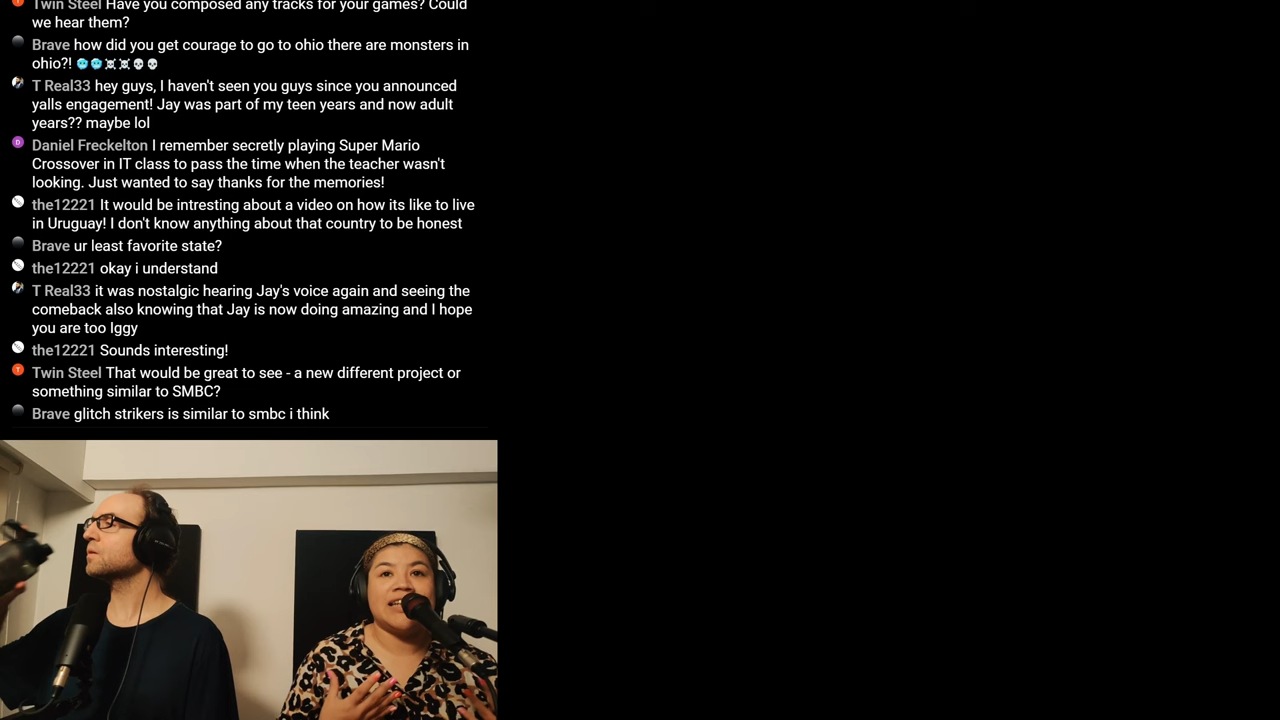 Twin Steel Have you composed any tracks for your games? Could
we hear them?
Brave how did you get courage to go to ohio there are monsters in
ohio?! 🥶🥶☠️☠️💀💀
T Real33 hey guys, I haven't seen you guys since you announced
yalls engagement! Jay was part of my teen years and now adult
years?? maybe lol
Daniel Freckelton I remember secretly playing Super Mario
Crossover in IT class to pass the time when the teacher wasn't
looking. Just wanted to say thanks for the memories!
the12221 It would be intresting about a video on how its like to live
in Uruguay! I don't know anything about that country to be honest
Brave ur least favorite state?
the12221 okay i understand
T Real33 it was nostalgic hearing Jay's voice again and seeing the
comeback also knowing that Jay is now doing amazing and I hope
you are too Iggy
the12221 Sounds interesting!
Twin Steel That would be great to see - a new different project or
something similar to SMBC?
Brave glitch strikers is similar to smbc i think